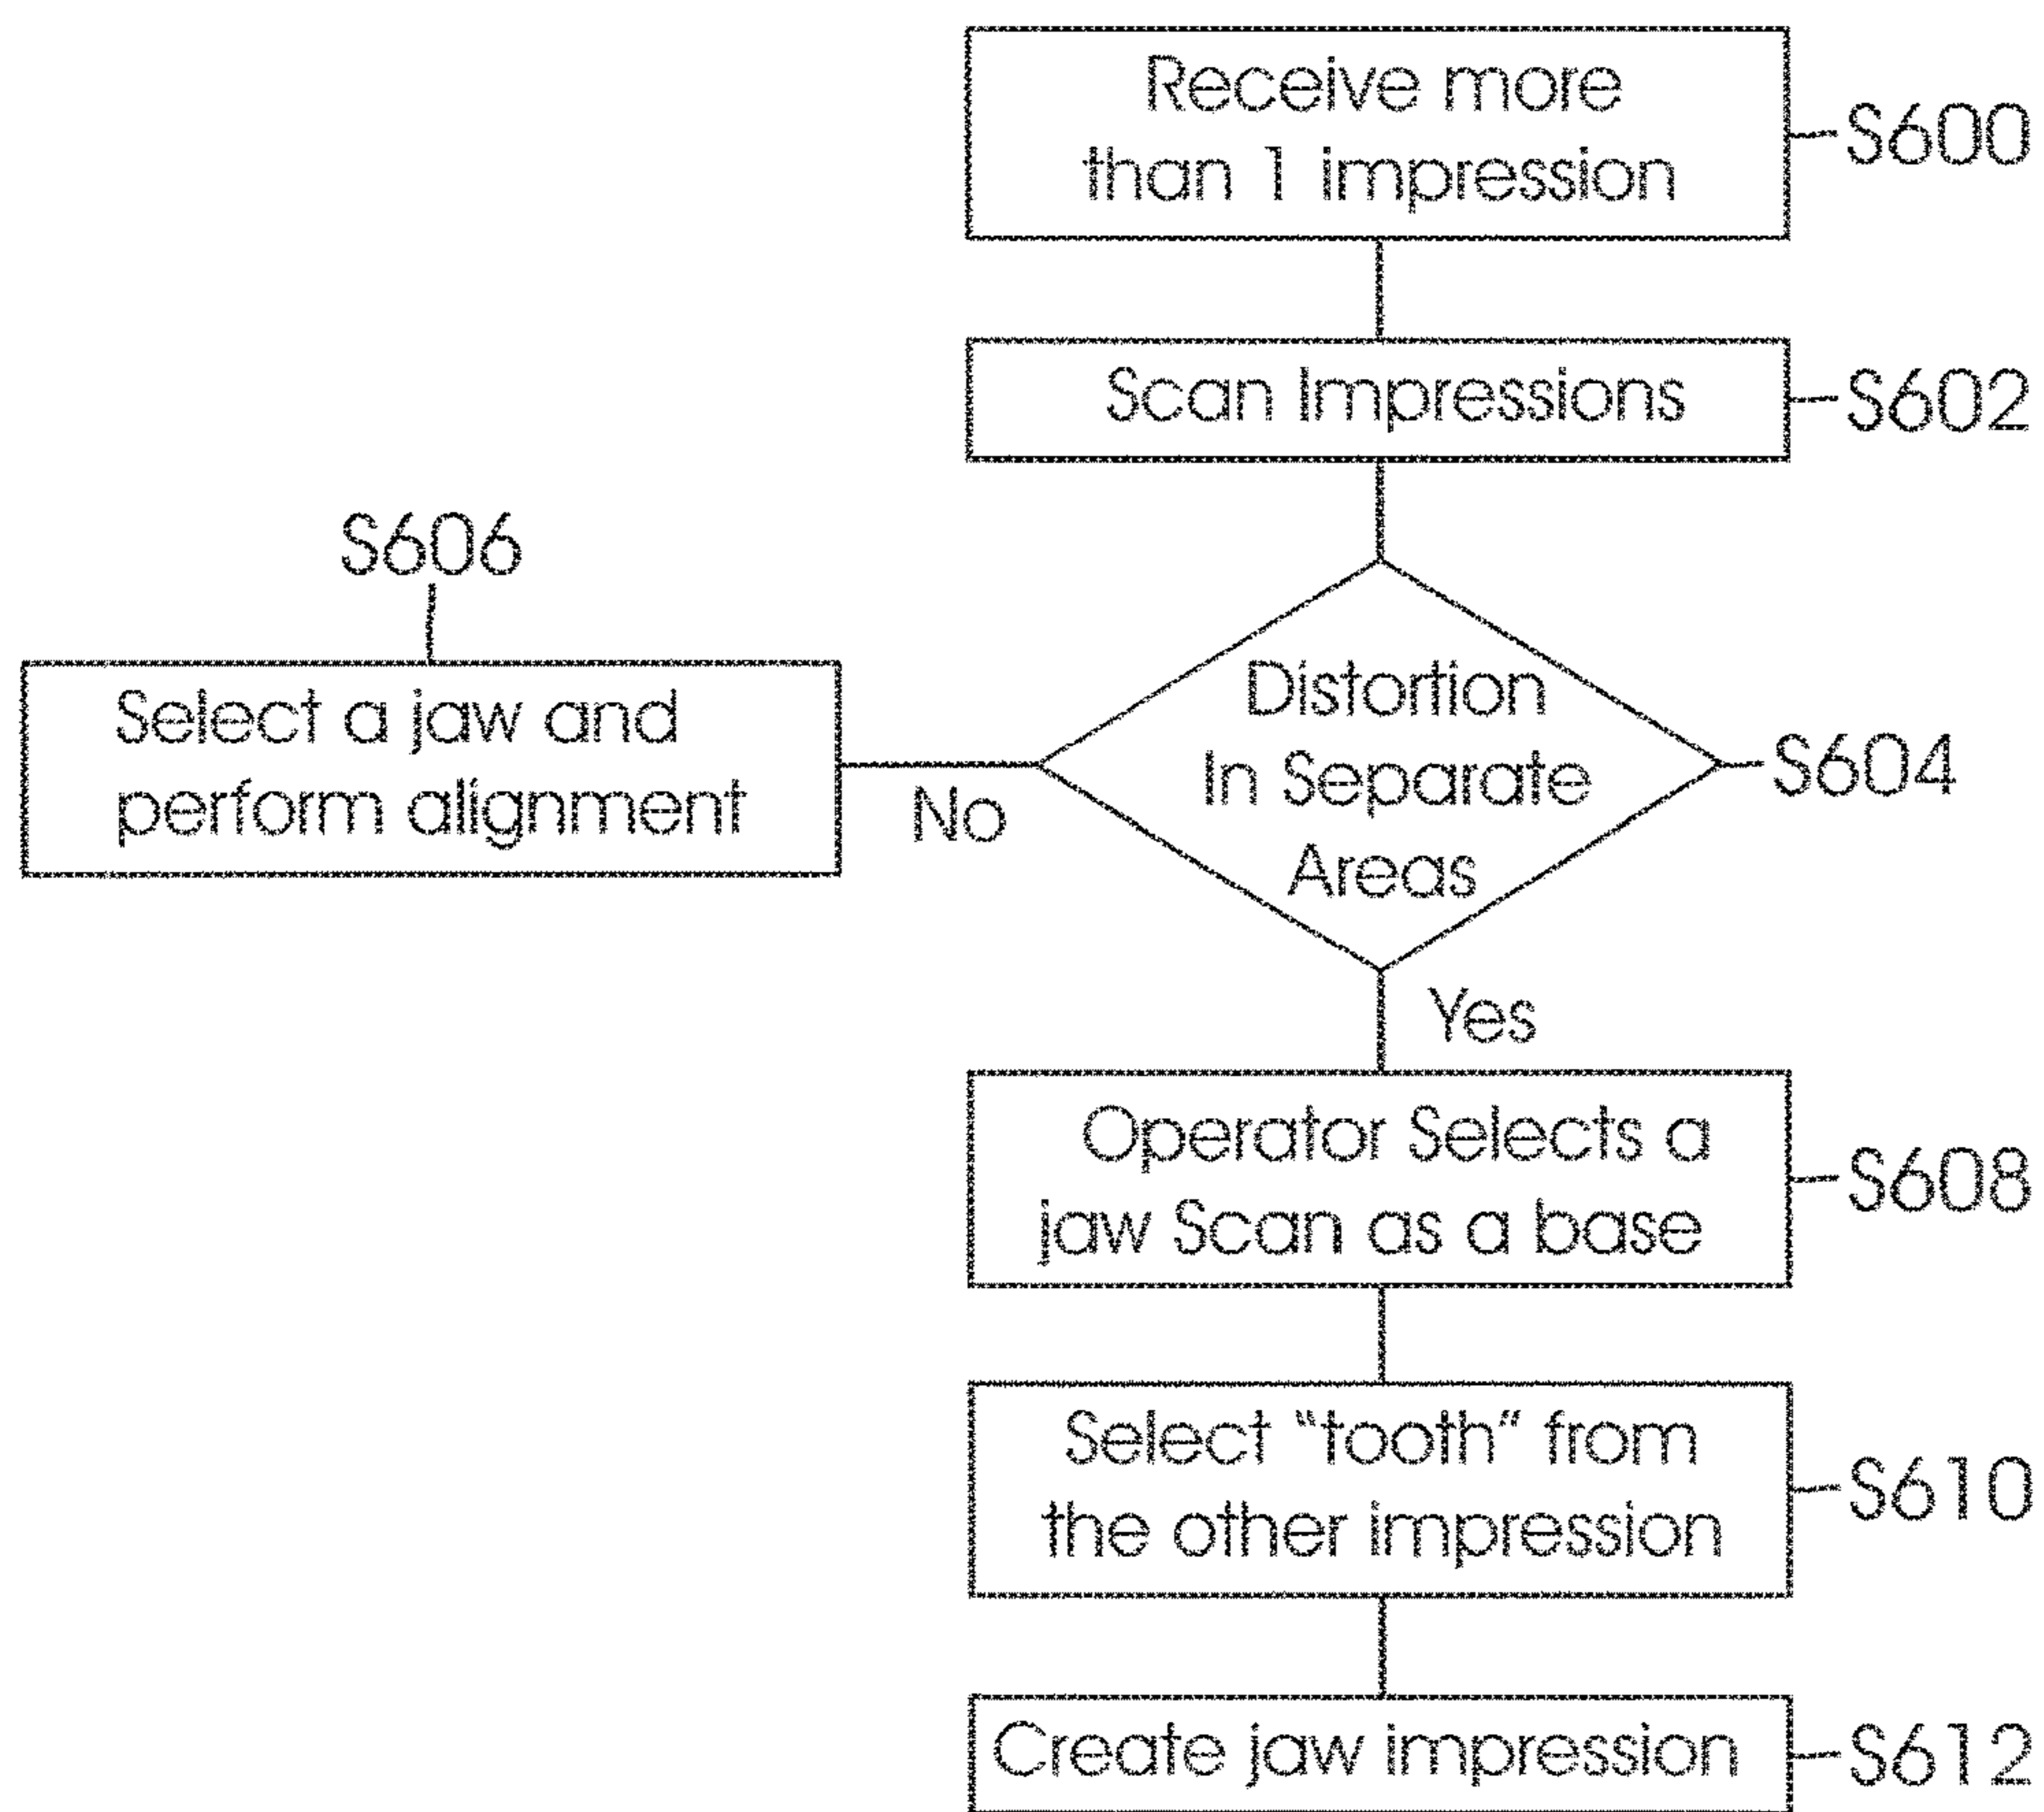 Receive more
than 1 impression
S600
Scan Impressions
S602
S606
Select a jaw and
perform alignment
No
Distortion
In Separate
Areas
S604
Yes
Operator Selects a
jaw Scan as a base
S608
Select "tooth" from
the other impression
S610
Create jaw impression
S612